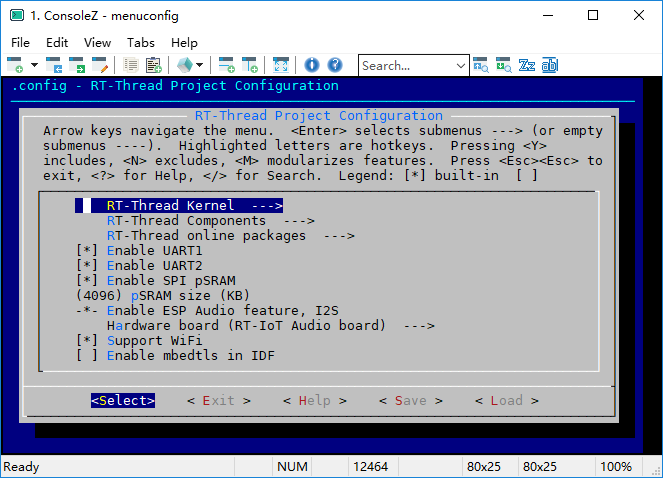 1. ConsoleZ - menuconfig
File Edit View Tabs Help
Search...
.config - RT-Thread Project Configuration
RT-Thread Project Configuration
Arrow keys navigate the menu.  <Enter> selects submenus ---> (or empty
submenus ----).  Highlighted letters are hotkeys.  Pressing <Y>
includes, <N> excludes, <M> modularizes features.  Press <Esc><Esc> to
exit, <?> for Help, </> for Search.  Legend: [*] built-in  [ ]
RT-Thread Kernel  --->
RT-Thread Components  --->
RT-Thread online packages  --->
[*] Enable UART1
[*] Enable UART2
[*] Enable SPI pSRAM
(4096) pSRAM size (KB)
-*- Enable ESP Audio feature, I2S
Hardware board (RT-IoT Audio board)  --->
[*] Support WiFi
[ ] Enable mbedtls in IDF
<Select> < Exit > < Help > < Save > < Load >
Ready NUM 12464 80x25 80x25 100%